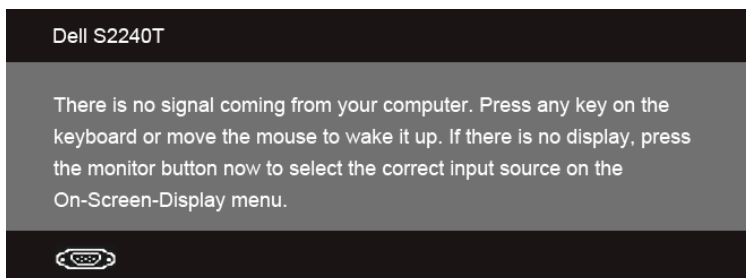 Dell S2240T
There is no signal coming from your computer. Press any key on the
keyboard or move the mouse to wake it up. If there is no display, press
the monitor button now to select the correct input source on the
On-Screen-Display menu.